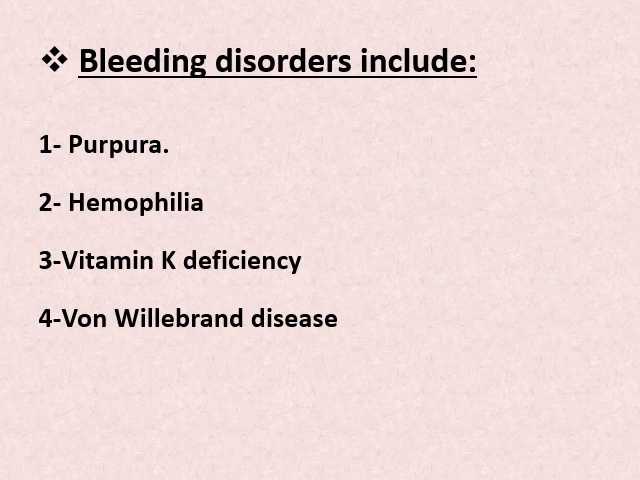 ❖ Bleeding disorders include:
1- Purpura.
2- Hemophilia
3-Vitamin K deficiency
4-Von Willebrand disease